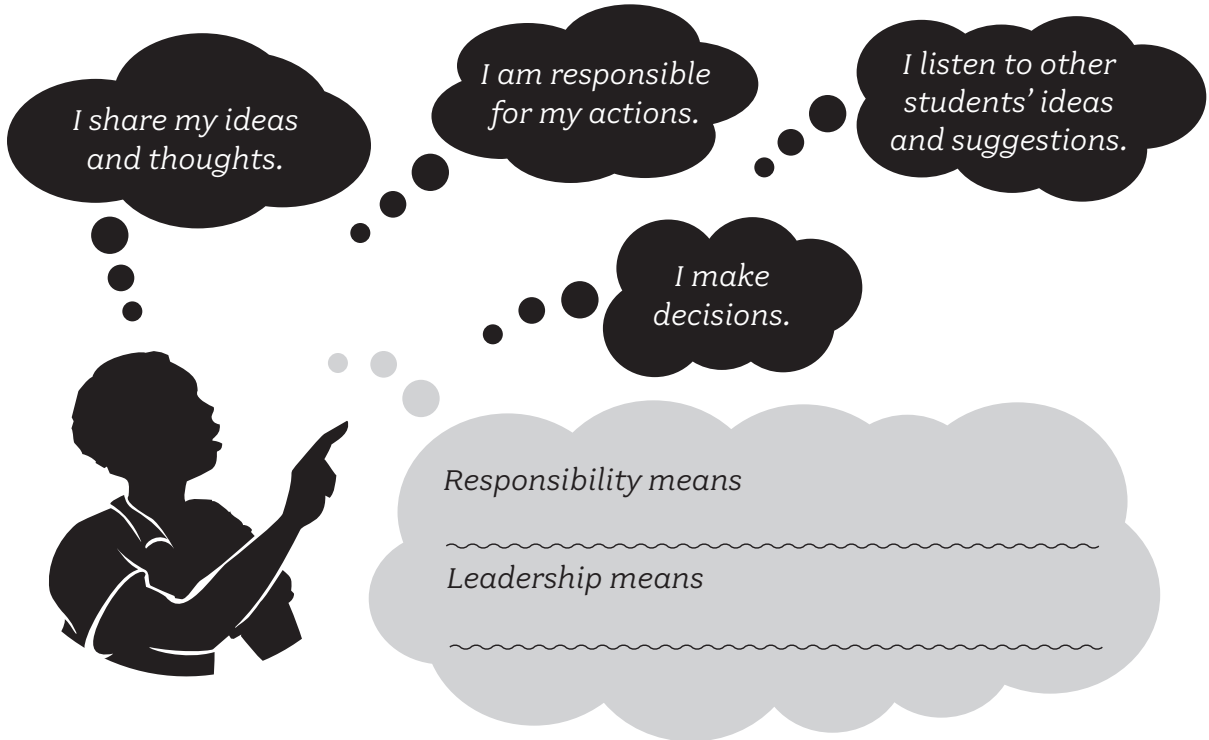 I share my ideas
and thoughts.
I am responsible
for my actions.
I listen to other
students’ ideas
and suggestions.
I make
decisions.
Responsibility means
Leadership means